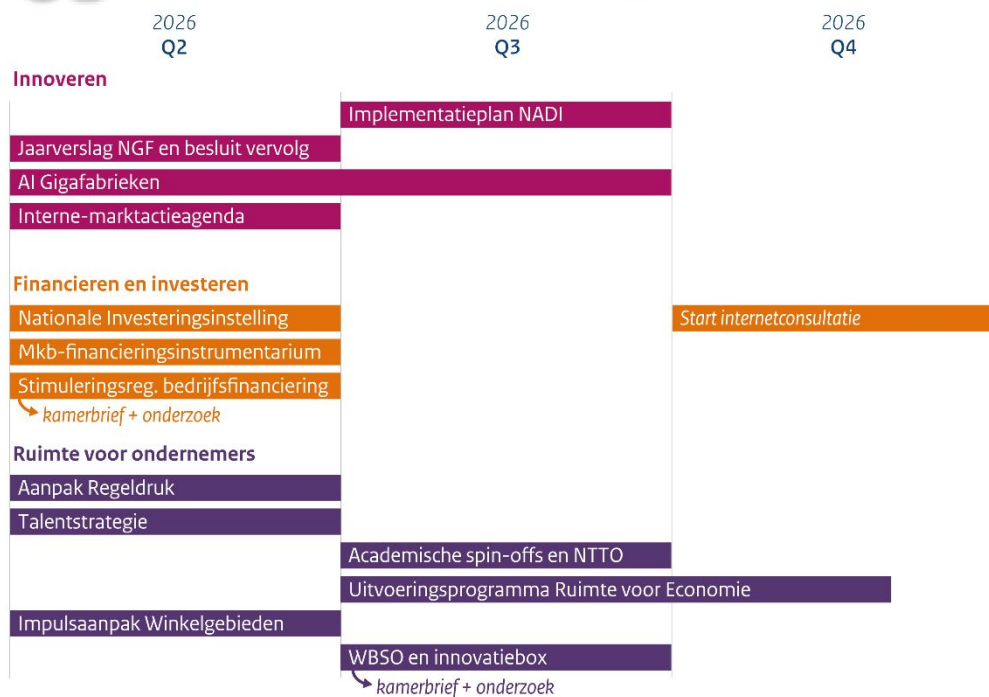 2026 2026 2026
Q2 Q3 Q4
Innoveren
Implementatieplan NADI
Jaarverslag NGF en besluit vervolg
AI Gigafabrieken
Interne-marktactieagenda
Financieren en investeren
Nationale Investeringsinstelling Start internetconsultatie
Mkb-financieringsinstrumentarium
Stimuleringsreg. bedrijfsfinanciering
kamerbrief + onderzoek
Ruimte voor ondernemers
Aanpak Regeldruk
Talentstrategie
Academische spin-offs en NTTO
Uitvoeringsprogramma Ruimte voor Economie
Impulsaanpak Winkelgebieden
WBSO en innovatiebox
kamerbrief + onderzoek